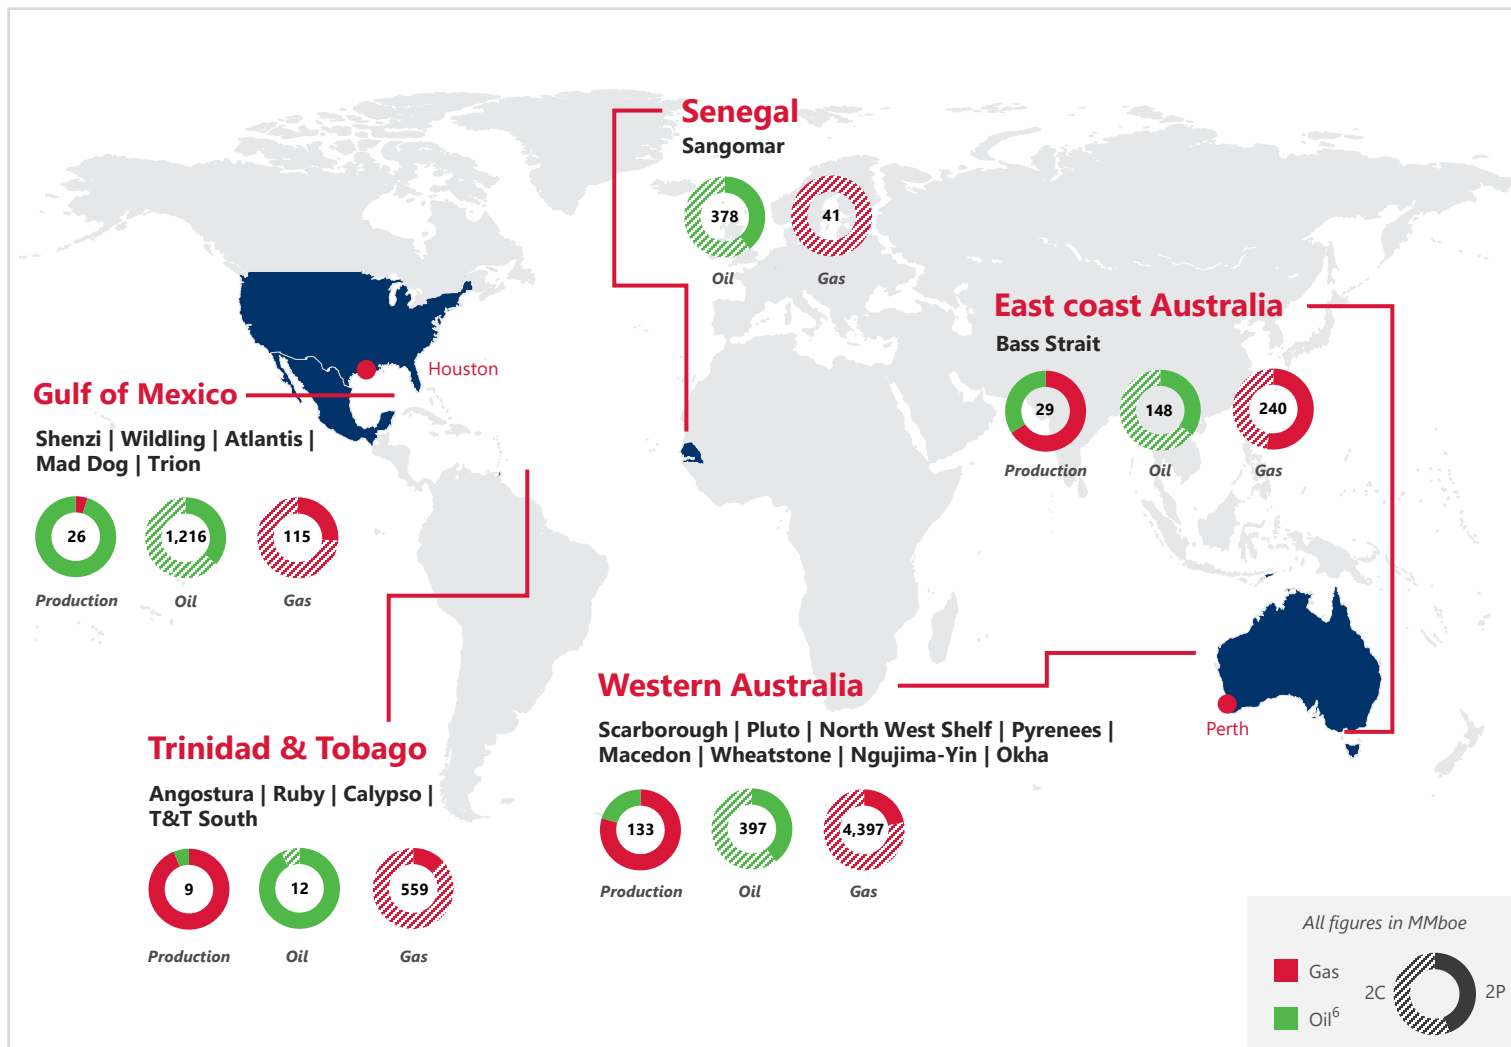 Senegal
Sangomar
378
41
Oil
Gas
East coast Australia
Bass Strait
29
148
240
Production
Oil
Gas
Houston
Gulf of Mexico
Shenzi | Wildling | Atlantis |
Mad Dog | Trion
26
1,216
115
Production
Oil
Gas
Western Australia
Scarborough | Pluto | North West Shelf | Pyrenees |
Macedon | Wheatstone | Ngujima-Yin | Okha
133
397
4,397
Production
Oil
Gas
Perth
Trinidad & Tobago
Angostura | Ruby | Calypso |
T&T South
9
12
559
Production
Oil
Gas
All figures in MMboe
Gas
Oil⁶
2C
2P